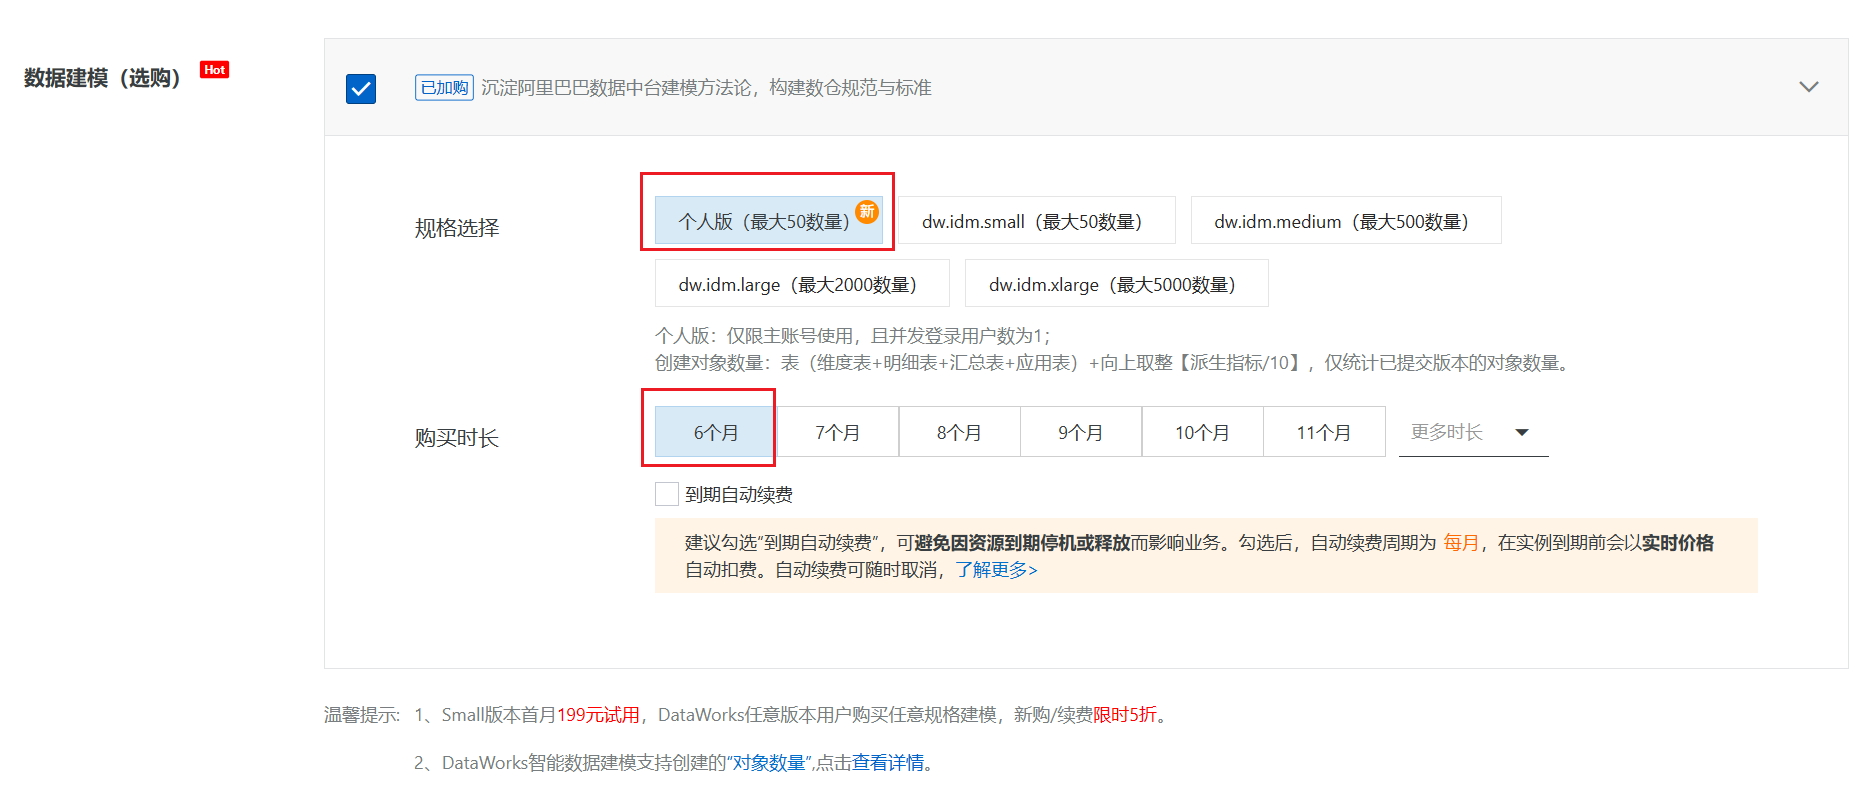 数据建模（选购） Hot
已加购 沉淀阿里巴巴数据中台建模方法论，构建数仓规范与标准
规格选择
个人版（最大50数量） 新 dw.idm.small（最大50数量） dw.idm.medium（最大500数量）
dw.idm.large（最大2000数量） dw.idm.xlarge（最大5000数量）
个人版：仅限主账号使用，且并发登录用户数为1；
创建对象数量：表（维度表+明细表+汇总表+应用表）+向上取整【派生指标/10】，仅统计已提交版本的对象数量。
购买时长 6个月 7个月 8个月 9个月 10个月 11个月 更多时长
到期自动续费
建议勾选“到期自动续费”，可避免因资源到期停机或释放而影响业务。勾选后，自动续费周期为 每月，在实例到期前会以实时价格
自动扣费。自动续费可随时取消，了解更多>
温馨提示: 1、Small版本首月199元试用，DataWorks任意版本用户购买任意规格建模，新购/续费限时5折。
2、DataWorks智能数据建模支持创建的“对象数量”,点击查看详情。